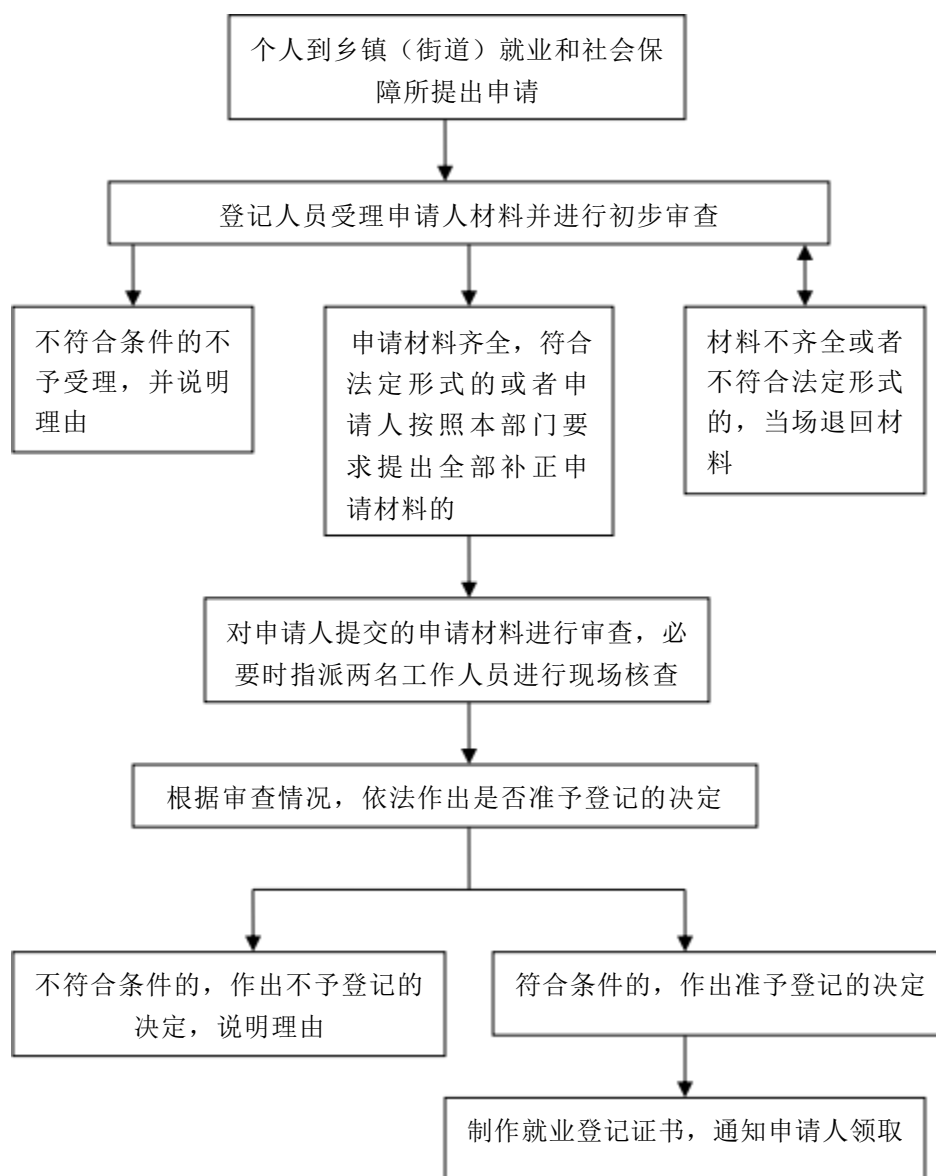 个人到乡镇（街道）就业和社会保
障所提出申请
登记人员受理申请人材料并进行初步审查
不符合条件的不
予受理，并说明
理由
申请材料齐全，符合
法定形式的或者申
请人按照本部门要
求提出全部补正申
请材料的
材料不齐全或者
不符合法定形式
的，当场退回材
料
对申请人提交的申请材料进行审查，必
要时指派两名工作人员进行现场核查
根据审查情况，依法作出是否准予登记的决定
不符合条件的，作出不予登记的
决定，说明理由
符合条件的，作出准予登记的决定
制作就业登记证书，通知申请人领取